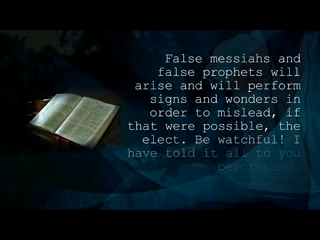 False messiahs and
false prophets will
arise and will perform
signs and wonders in
order to mislead, if
that were possible, the
elect. Be watchful! I
have told it all to you
beforehand.